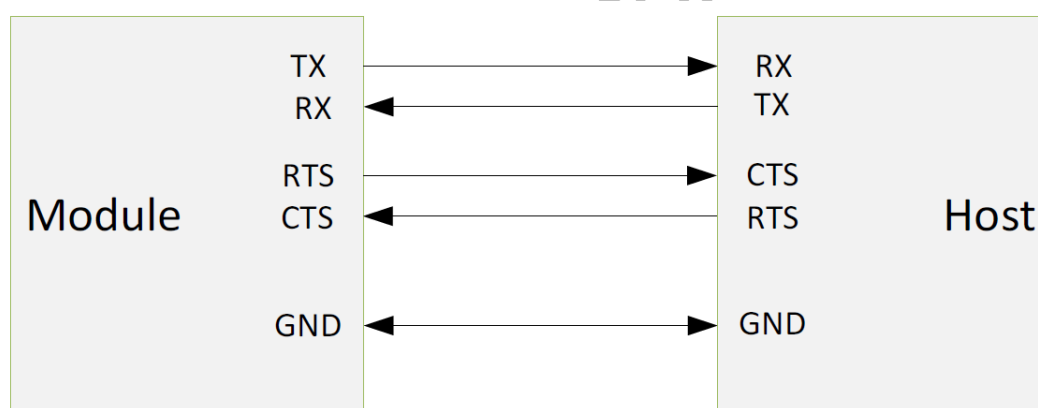 TX RX
RX TX
RTS CTS
Module CTS RTS Host
GND GND